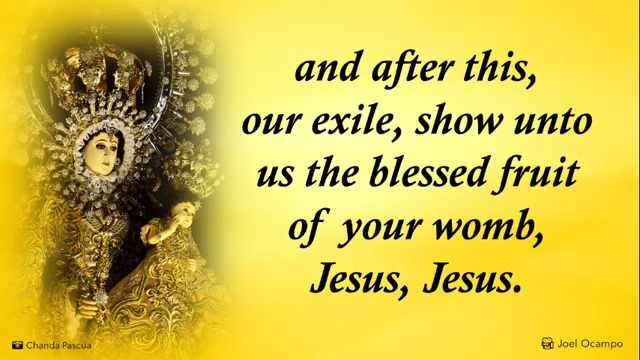 and after this,
our exile, show unto
us the blessed fruit
of your womb,
Jesus, Jesus.
Chanda Pascua
Joel Ocampo